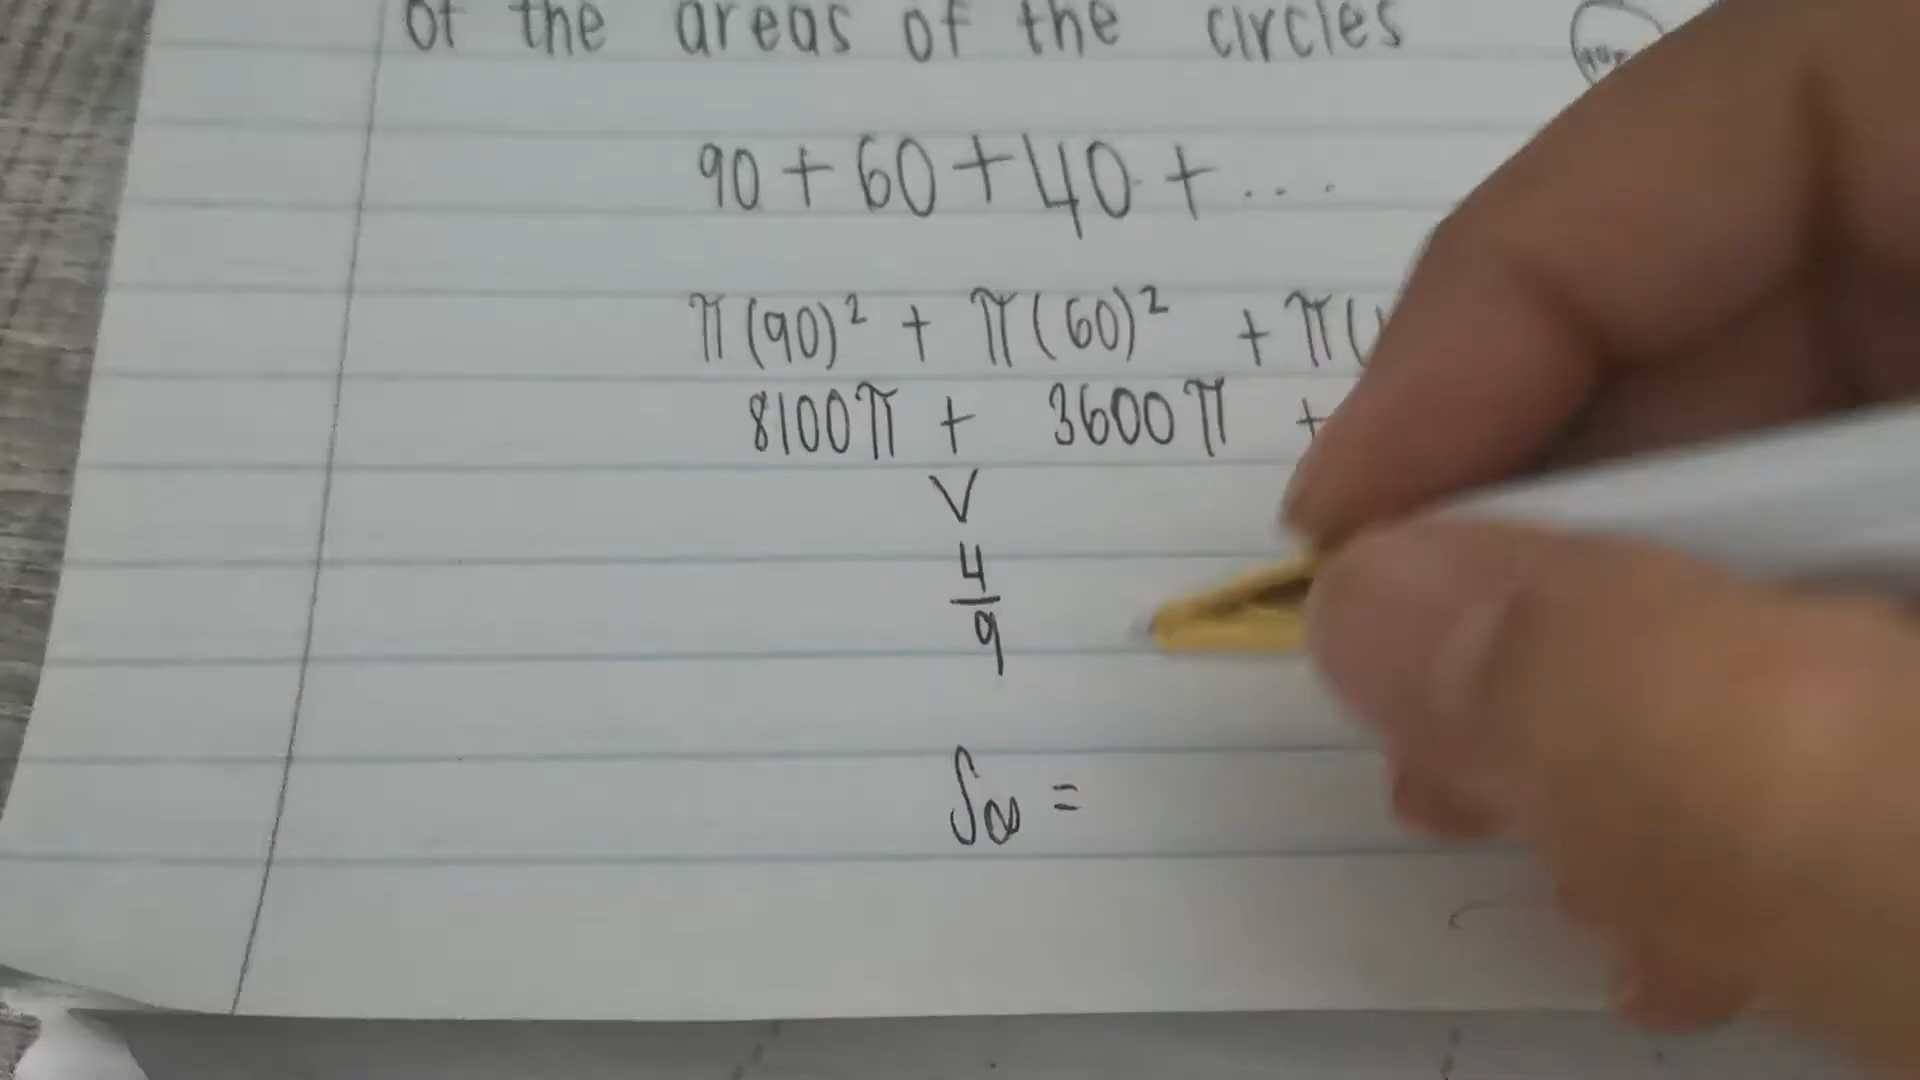 of the areas of the circles
90 + 60 + 40 + ...
π(90)² + π(60)² + π(
8100π + 3600π +
4/9
S∞ =